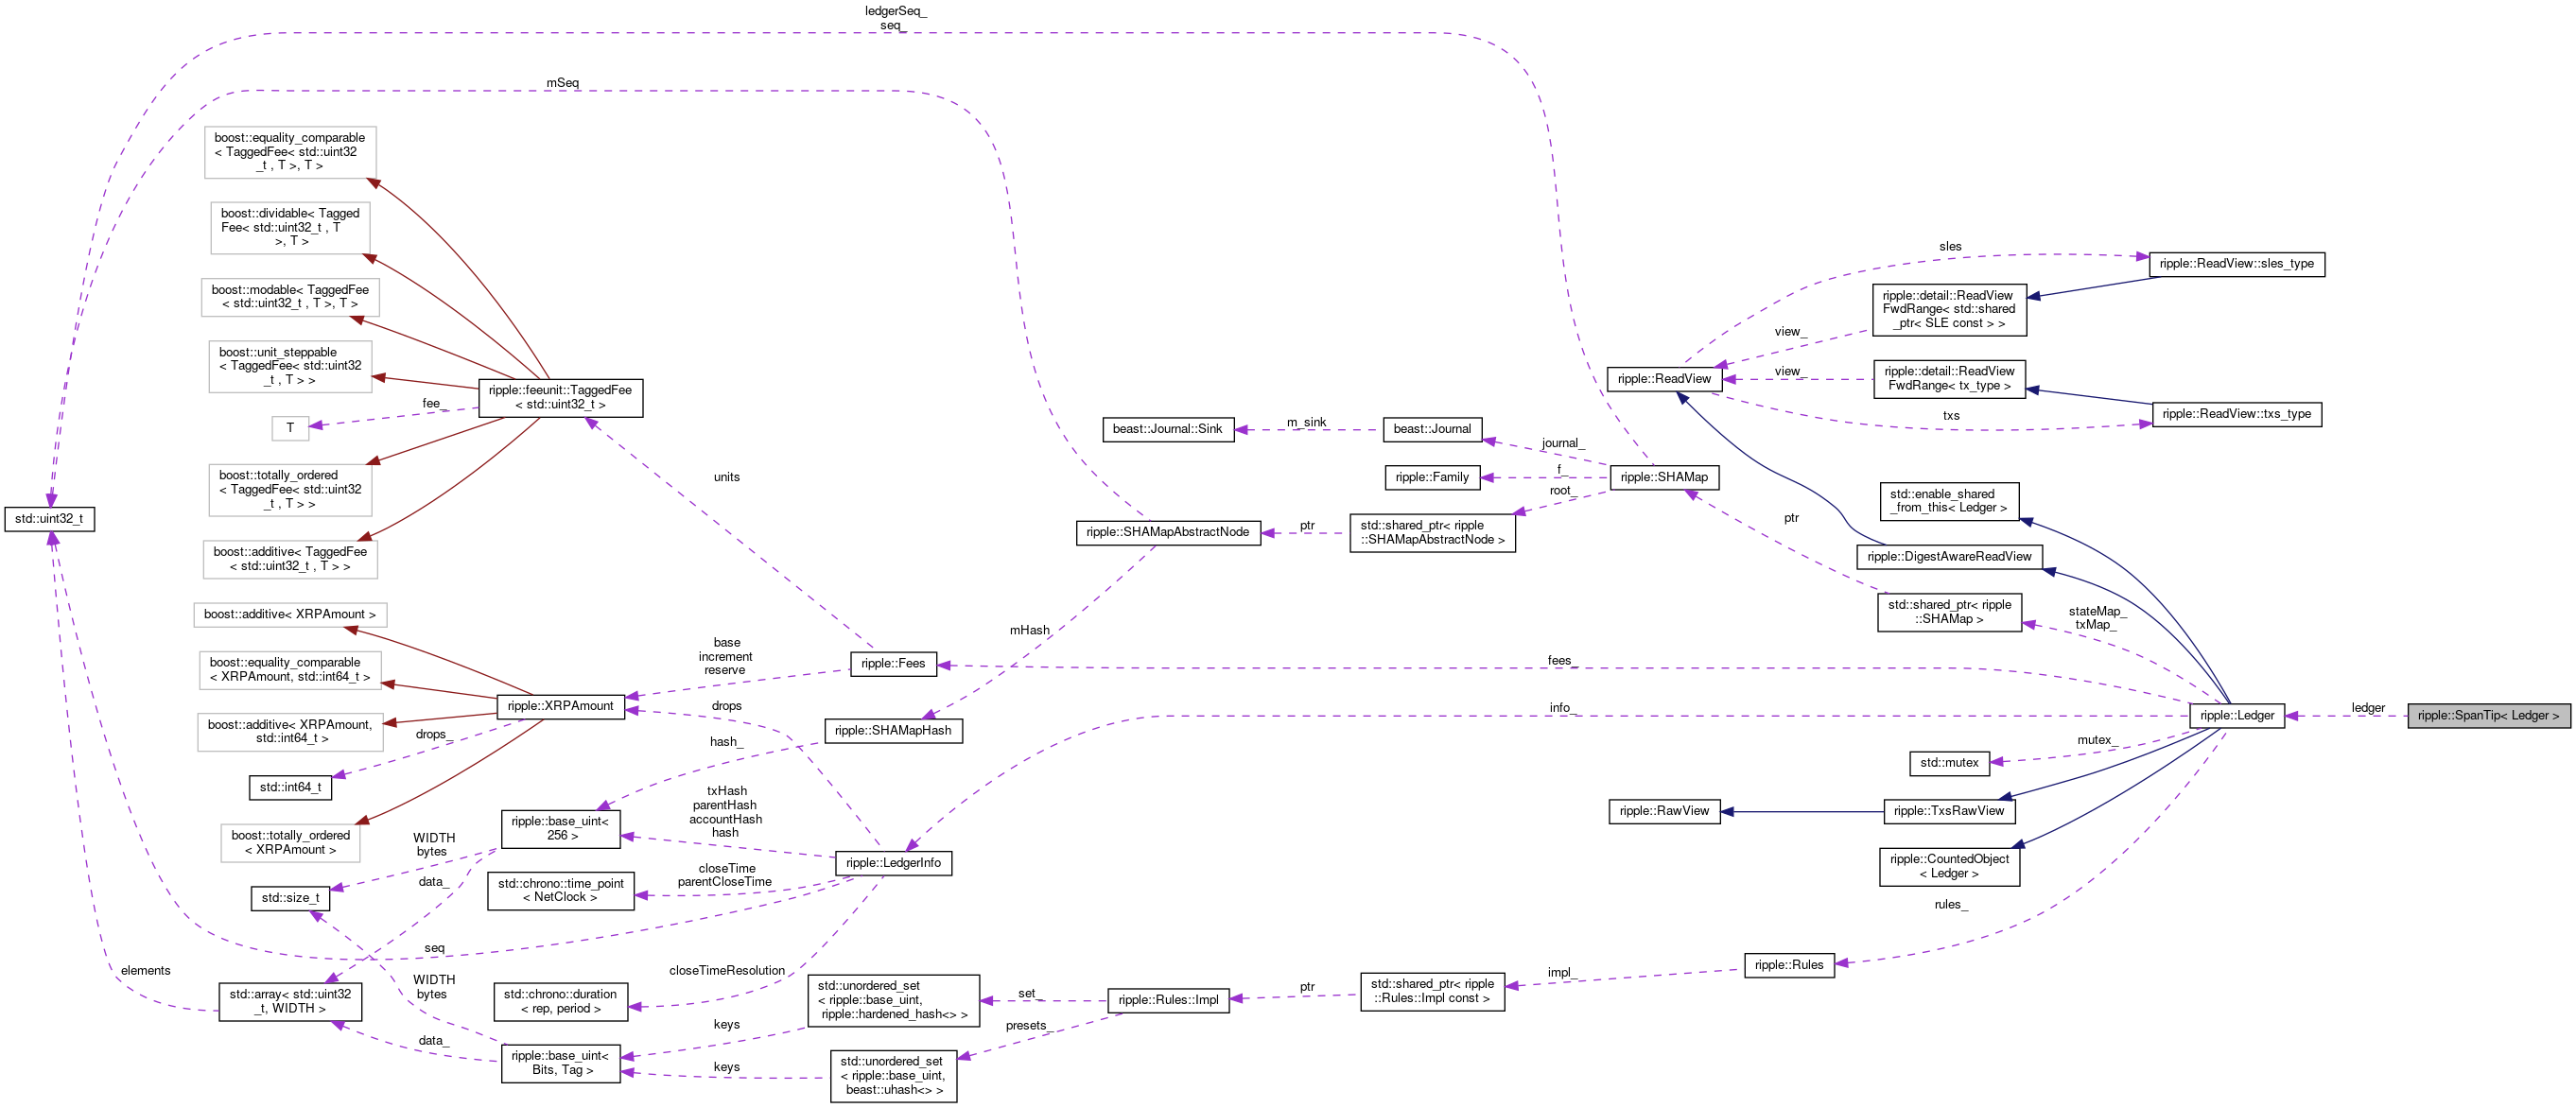 ledgerSeq_
seq_
mSeq
boost::equality_comparable
< TaggedFee< std::uint32
_t , T >, T >
boost::dividable< Tagged
Fee< std::uint32_t , T
>, T >
boost::modable< TaggedFee
< std::uint32_t , T >, T >
boost::unit_steppable
< TaggedFee< std::uint32
_t , T > >
T
boost::totally_ordered
< TaggedFee< std::uint32
_t , T > >
boost::additive< TaggedFee
< std::uint32_t , T > >
fee_
ripple::feeunit::TaggedFee
< std::uint32_t >
units
std::uint32_t
boost::additive< XRPAmount >
boost::equality_comparable
< XRPAmount, std::int64_t >
boost::additive< XRPAmount,
std::int64_t >
drops_
std::int64_t
boost::totally_ordered
< XRPAmount >
ripple::XRPAmount
base
increment
reserve
drops
hash_
ripple::Fees
ripple::SHAMapHash
mHash
ripple::base_uint<
256 >
txHash
parentHash
accountHash
hash
WIDTH
bytes
data_
std::size_t
std::chrono::time_point
< NetClock >
closeTime
parentCloseTime
ripple::LedgerInfo
seq
elements
std::array< std::uint32
_t, WIDTH >
WIDTH
bytes
data_
closeTimeResolution
std::chrono::duration
< rep, period >
ripple::base_uint<
Bits, Tag >
keys
keys
std::unordered_set
< ripple::base_uint,
ripple::hardened_hash<> >
std::unordered_set
< ripple::base_uint,
beast::uhash<> >
set_
presets_
ripple::Rules::Impl
ptr
std::shared_ptr< ripple
::Rules::Impl const >
impl_
ripple::Rules
rules_
beast::Journal::Sink
m_sink
beast::Journal
journal_
ripple::Family
f_
root_
ripple::SHAMap
ripple::SHAMapAbstractNode
ptr
std::shared_ptr< ripple
::SHAMapAbstractNode >
ptr
sles
ripple::ReadView::sles_type
ripple::detail::ReadView
FwdRange< std::shared
_ptr< SLE const > >
view_
ripple::ReadView
view_
ripple::detail::ReadView
FwdRange< tx_type >
txs
ripple::ReadView::txs_type
std::enable_shared
_from_this< Ledger >
ripple::DigestAwareReadView
std::shared_ptr< ripple
::SHAMap >
stateMap_
txMap_
fees_
info_
ripple::Ledger
ledger
ripple::SpanTip< Ledger >
mutex_
std::mutex
ripple::RawView
ripple::TxsRawView
ripple::CountedObject
< Ledger >